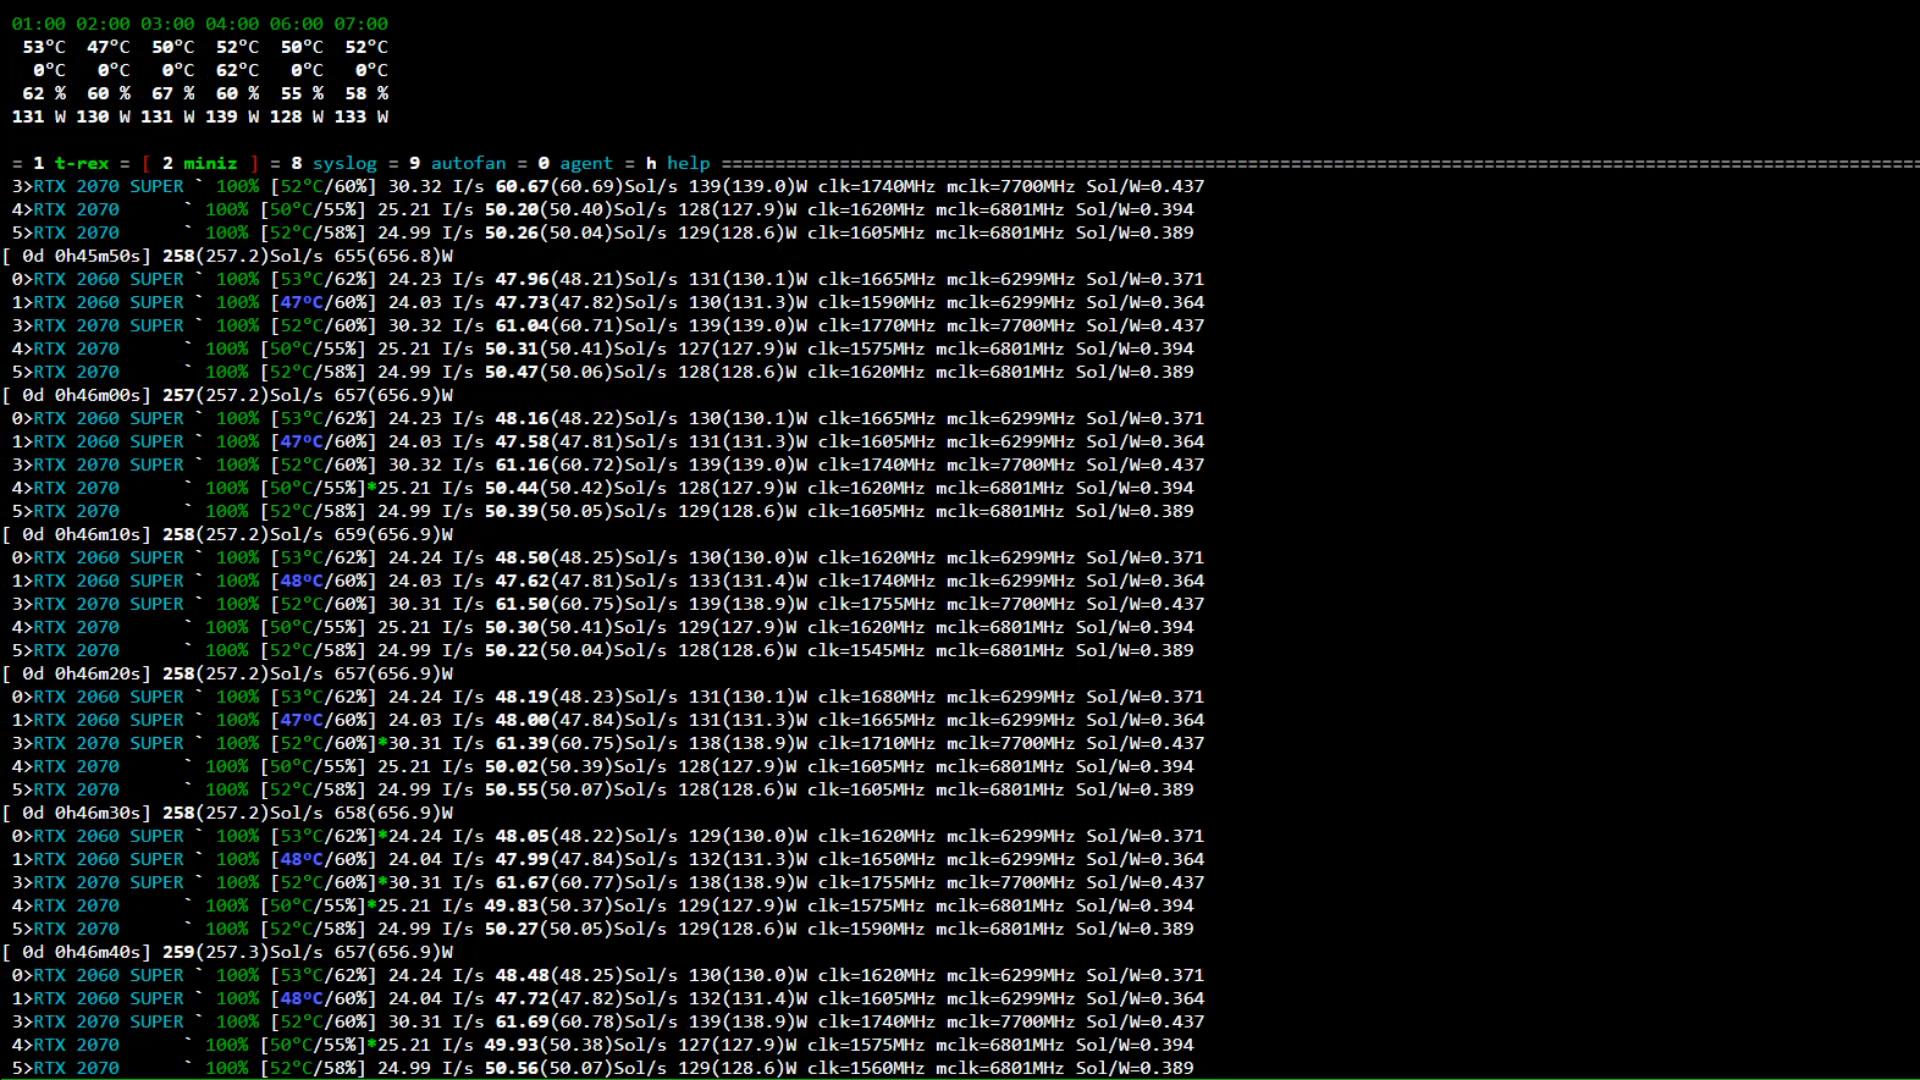 01:00 02:00 03:00 04:00 06:00 07:00
53°C 47°C 50°C 52°C 50°C 52°C
0°C 0°C 0°C 62°C 0°C 0°C
62 % 60 % 67 % 60 % 55 % 58 %
131 W 130 W 131 W 139 W 128 W 133 W
= 1 t-rex = [ 2 miniz ] = 8 syslog = 9 autofan = 0 agent = h help ================================================================================================================
3>RTX 2070 SUPER ` 100% [52°C/60%] 30.32 I/s 60.67(60.69)Sol/s 139(139.0)W clk=1740MHz mclk=7700MHz Sol/W=0.437
4>RTX 2070 ` 100% [50°C/55%] 25.21 I/s 50.20(50.40)Sol/s 128(127.9)W clk=1620MHz mclk=6801MHz Sol/W=0.394
5>RTX 2070 ` 100% [52°C/58%] 24.99 I/s 50.26(50.04)Sol/s 129(128.6)W clk=1605MHz mclk=6801MHz Sol/W=0.389
[ 0d 0h45m50s] 258(257.2)Sol/s 655(656.8)W
0>RTX 2060 SUPER ` 100% [53°C/62%] 24.23 I/s 47.96(48.21)Sol/s 131(130.1)W clk=1665MHz mclk=6299MHz Sol/W=0.371
1>RTX 2060 SUPER ` 100% [47°C/60%] 24.03 I/s 47.73(47.82)Sol/s 130(131.3)W clk=1590MHz mclk=6299MHz Sol/W=0.364
3>RTX 2070 SUPER ` 100% [52°C/60%] 30.32 I/s 61.04(60.71)Sol/s 139(139.0)W clk=1770MHz mclk=7700MHz Sol/W=0.437
4>RTX 2070 ` 100% [50°C/55%] 25.21 I/s 50.31(50.41)Sol/s 127(127.9)W clk=1575MHz mclk=6801MHz Sol/W=0.394
5>RTX 2070 ` 100% [52°C/58%] 24.99 I/s 50.47(50.06)Sol/s 128(128.6)W clk=1620MHz mclk=6801MHz Sol/W=0.389
[ 0d 0h46m00s] 257(257.2)Sol/s 657(656.9)W
0>RTX 2060 SUPER ` 100% [53°C/62%] 24.23 I/s 48.16(48.22)Sol/s 130(130.1)W clk=1665MHz mclk=6299MHz Sol/W=0.371
1>RTX 2060 SUPER ` 100% [47°C/60%] 24.03 I/s 47.58(47.81)Sol/s 131(131.3)W clk=1605MHz mclk=6299MHz Sol/W=0.364
3>RTX 2070 SUPER ` 100% [52°C/60%] 30.32 I/s 61.16(60.72)Sol/s 139(139.0)W clk=1740MHz mclk=7700MHz Sol/W=0.437
4>RTX 2070 ` 100% [50°C/55%]*25.21 I/s 50.44(50.42)Sol/s 128(127.9)W clk=1620MHz mclk=6801MHz Sol/W=0.394
5>RTX 2070 ` 100% [52°C/58%] 24.99 I/s 50.39(50.05)Sol/s 129(128.6)W clk=1605MHz mclk=6801MHz Sol/W=0.389
[ 0d 0h46m10s] 258(257.2)Sol/s 659(656.9)W
0>RTX 2060 SUPER ` 100% [53°C/62%] 24.24 I/s 48.50(48.25)Sol/s 130(130.0)W clk=1620MHz mclk=6299MHz Sol/W=0.371
1>RTX 2060 SUPER ` 100% [48°C/60%] 24.03 I/s 47.62(47.81)Sol/s 133(131.4)W clk=1740MHz mclk=6299MHz Sol/W=0.364
3>RTX 2070 SUPER ` 100% [52°C/60%] 30.31 I/s 61.50(60.75)Sol/s 139(138.9)W clk=1755MHz mclk=7700MHz Sol/W=0.437
4>RTX 2070 ` 100% [50°C/55%] 25.21 I/s 50.30(50.41)Sol/s 129(127.9)W clk=1620MHz mclk=6801MHz Sol/W=0.394
5>RTX 2070 ` 100% [52°C/58%] 24.99 I/s 50.22(50.04)Sol/s 128(128.6)W clk=1545MHz mclk=6801MHz Sol/W=0.389
[ 0d 0h46m20s] 258(257.2)Sol/s 657(656.9)W
0>RTX 2060 SUPER ` 100% [53°C/62%] 24.24 I/s 48.19(48.23)Sol/s 131(130.1)W clk=1680MHz mclk=6299MHz Sol/W=0.371
1>RTX 2060 SUPER ` 100% [47°C/60%] 24.03 I/s 48.00(47.84)Sol/s 131(131.3)W clk=1665MHz mclk=6299MHz Sol/W=0.364
3>RTX 2070 SUPER ` 100% [52°C/60%]*30.31 I/s 61.39(60.75)Sol/s 138(138.9)W clk=1710MHz mclk=7700MHz Sol/W=0.437
4>RTX 2070 ` 100% [50°C/55%] 25.21 I/s 50.02(50.39)Sol/s 128(127.9)W clk=1605MHz mclk=6801MHz Sol/W=0.394
5>RTX 2070 ` 100% [52°C/58%] 24.99 I/s 50.55(50.07)Sol/s 128(128.6)W clk=1605MHz mclk=6801MHz Sol/W=0.389
[ 0d 0h46m30s] 258(257.2)Sol/s 658(656.9)W
0>RTX 2060 SUPER ` 100% [53°C/62%]*24.24 I/s 48.05(48.22)Sol/s 129(130.0)W clk=1620MHz mclk=6299MHz Sol/W=0.371
1>RTX 2060 SUPER ` 100% [48°C/60%] 24.04 I/s 47.99(47.84)Sol/s 132(131.3)W clk=1650MHz mclk=6299MHz Sol/W=0.364
3>RTX 2070 SUPER ` 100% [52°C/60%]*30.31 I/s 61.67(60.77)Sol/s 138(138.9)W clk=1755MHz mclk=7700MHz Sol/W=0.437
4>RTX 2070 ` 100% [50°C/55%]*25.21 I/s 49.83(50.37)Sol/s 129(127.9)W clk=1575MHz mclk=6801MHz Sol/W=0.394
5>RTX 2070 ` 100% [52°C/58%] 24.99 I/s 50.27(50.05)Sol/s 129(128.6)W clk=1590MHz mclk=6801MHz Sol/W=0.389
[ 0d 0h46m40s] 259(257.3)Sol/s 657(656.9)W
0>RTX 2060 SUPER ` 100% [53°C/62%] 24.24 I/s 48.48(48.25)Sol/s 130(130.0)W clk=1620MHz mclk=6299MHz Sol/W=0.371
1>RTX 2060 SUPER ` 100% [48°C/60%] 24.04 I/s 47.72(47.82)Sol/s 132(131.4)W clk=1605MHz mclk=6299MHz Sol/W=0.364
3>RTX 2070 SUPER ` 100% [52°C/60%] 30.31 I/s 61.69(60.78)Sol/s 139(138.9)W clk=1740MHz mclk=7700MHz Sol/W=0.437
4>RTX 2070 ` 100% [50°C/55%]*25.21 I/s 49.93(50.38)Sol/s 127(127.9)W clk=1575MHz mclk=6801MHz Sol/W=0.394
5>RTX 2070 ` 100% [52°C/58%] 24.99 I/s 50.56(50.07)Sol/s 129(128.6)W clk=1560MHz mclk=6801MHz Sol/W=0.389